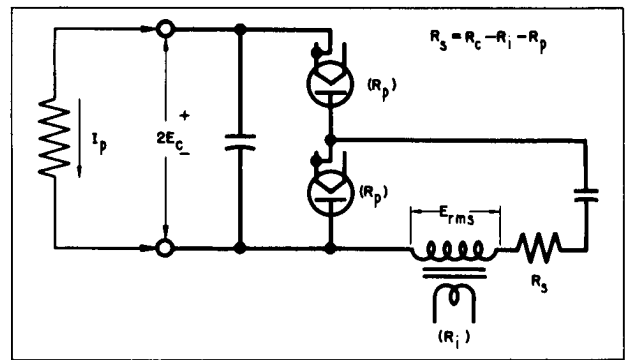 R_s = R_c – R_i – R_p
(R_p)
I_p
+
2E_c
–
(R_p)
E_rms
R_s
(R_i)